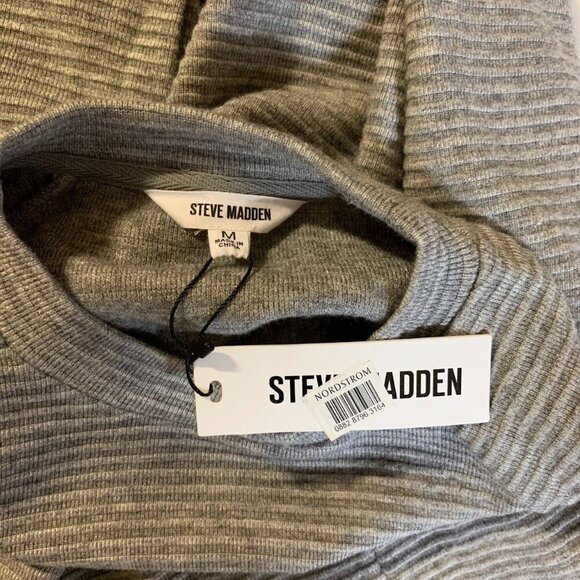 STEVE MADDEN
M
MADE IN
CHINA
STEVE MADDEN
NORDSTROM
0882 8796 3164